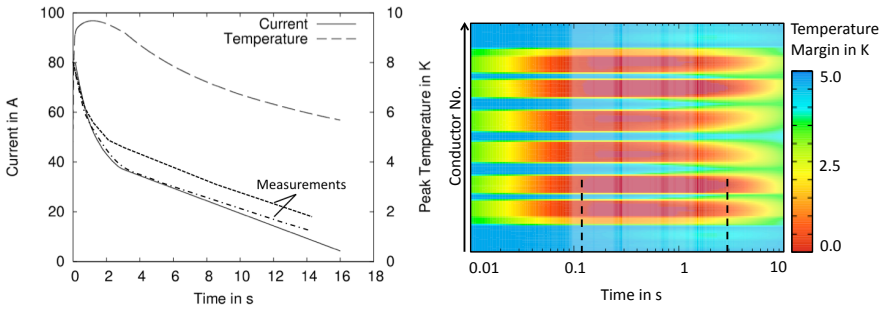 Current
Temperature
Current in A
100
80
60
40
20
0
Measurements
10
8
6
4
2
0
Peak Temperature in K
0 2 4 6 8 10 12 14 16 18
Time in s
Conductor No.
0.01 0.1 1 10
Time in s
Temperature
Margin in K
5.0
2.5
0.0